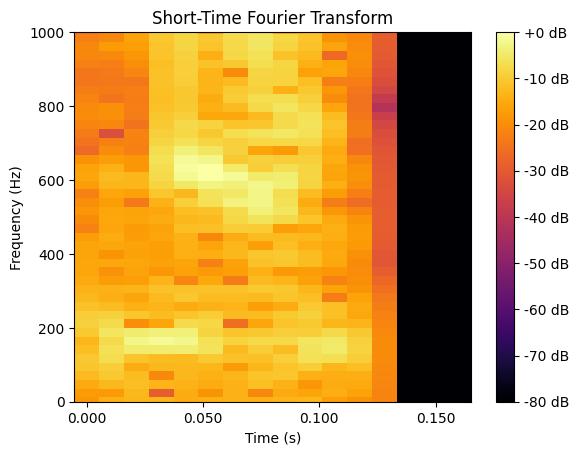 Short-Time Fourier Transform
1000
800
600
400
200
0
Frequency (Hz)
0.000
0.050
0.100
0.150
Time (s)
+0 dB
-10 dB
-20 dB
-30 dB
-40 dB
-50 dB
-60 dB
-70 dB
-80 dB